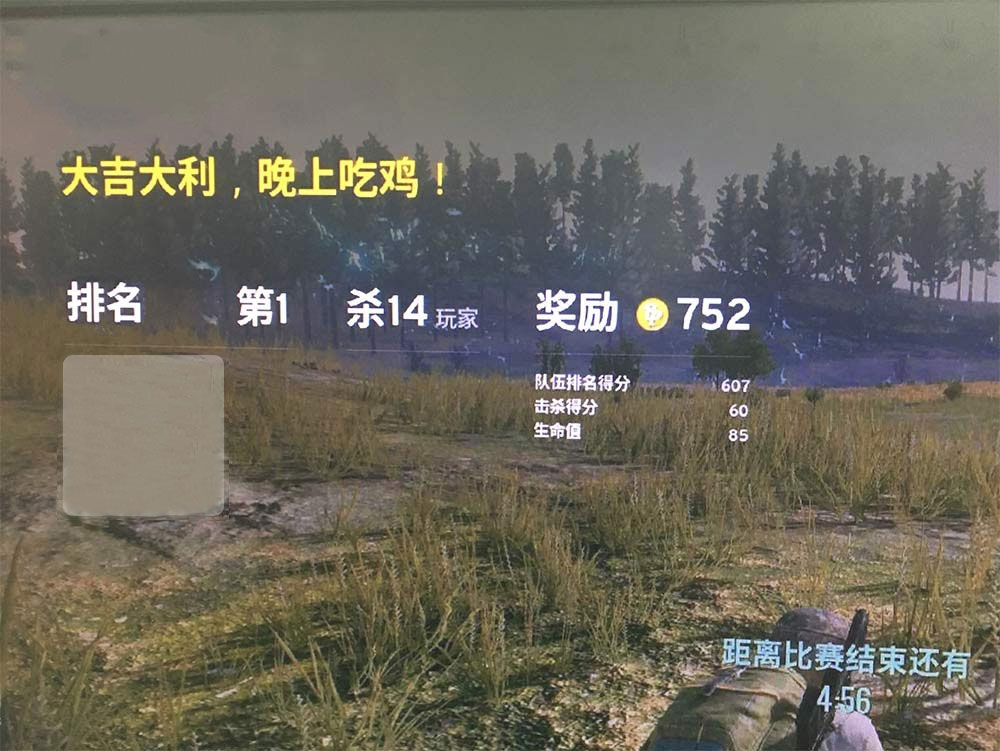 大吉大利，晚上吃鸡！
排名 第1 杀14 玩家 奖励 752
队伍排名得分 607
击杀得分 60
生命值 85
距离比赛结束还有
4:56